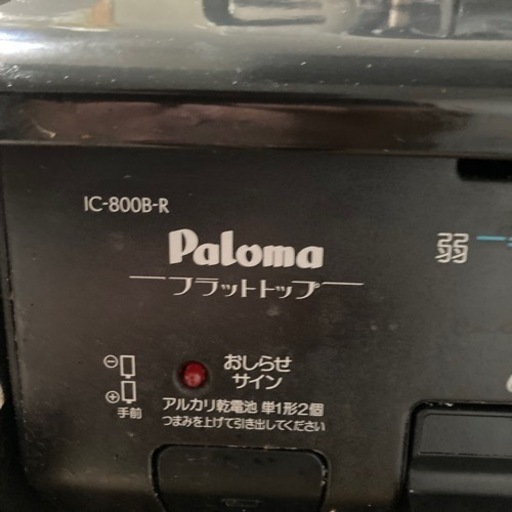 IC-800B-R
Paloma
フラットトップ
弱
おしらせ
サイン
⊖
⊕
手前
アルカリ乾電池 単1形2個
つまみを上げて引き出してください